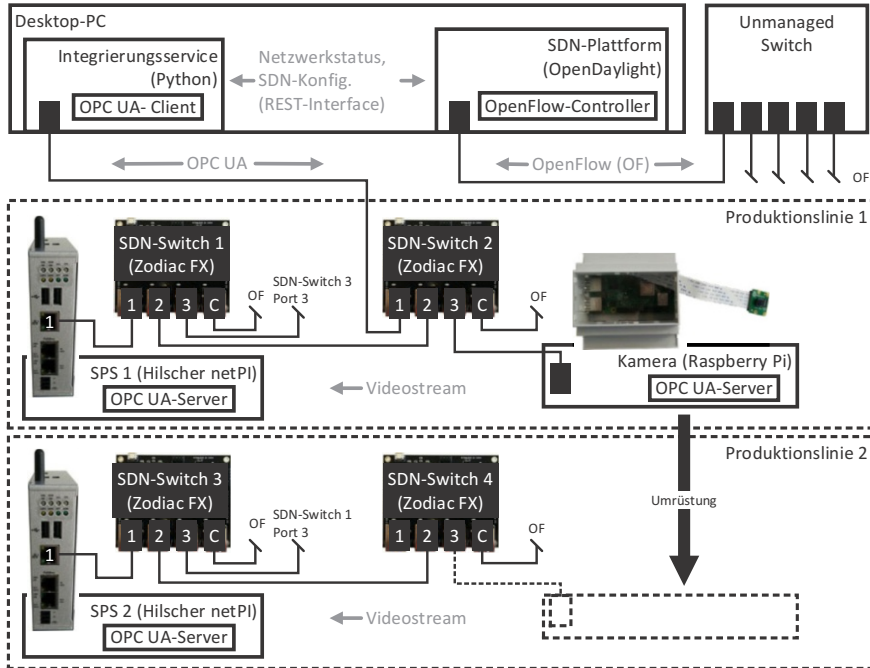 Desktop-PC
Integrierungsservice
(Python)
OPC UA- Client
Netzwerkstatus,
SDN-Konfig.
(REST-Interface)
SDN-Plattform
(OpenDaylight)
OpenFlow-Controller
Unmanaged
Switch
OPC UA
OpenFlow (OF)
OF
Produktionslinie 1
SDN-Switch 1
(Zodiac FX)
1 2 3 C
OF
SDN-Switch 3
Port 3
SDN-Switch 2
(Zodiac FX)
1 2 3 C
OF
1
SPS 1 (Hilscher netPI)
OPC UA-Server
Videostream
Kamera (Raspberry Pi)
OPC UA-Server
Produktionslinie 2
SDN-Switch 3
(Zodiac FX)
1 2 3 C
OF
SDN-Switch 1
Port 3
SDN-Switch 4
(Zodiac FX)
1 2 3 C
OF
Umrüstung
1
SPS 2 (Hilscher netPI)
OPC UA-Server
Videostream